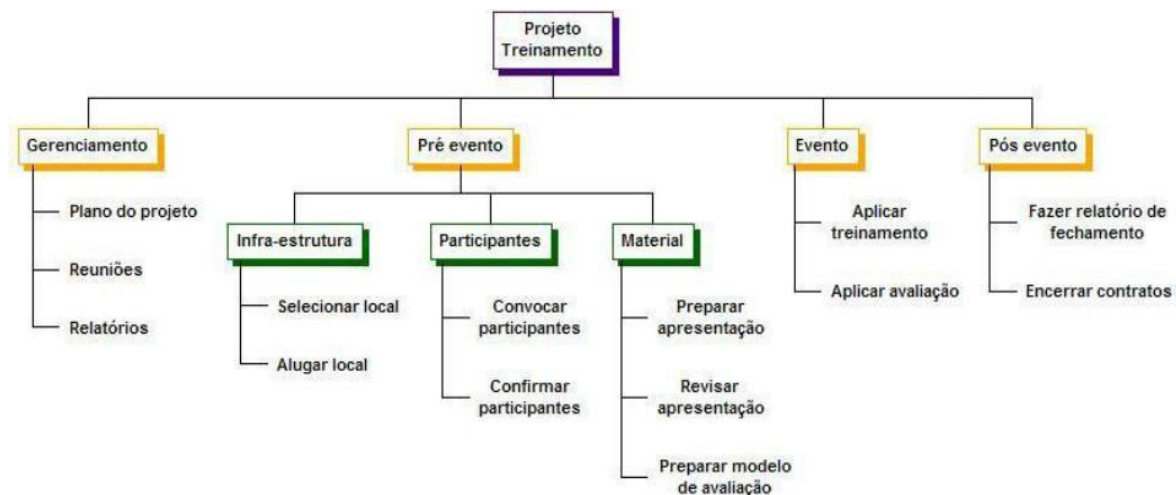 Projeto
Treinamento
Gerenciamento
Pré evento
Evento
Pós evento
Plano do projeto
Reuniões
Relatórios
Infra-estrutura
Selecionar local
Alugar local
Participantes
Convocar
participantes
Confirmar
participantes
Material
Preparar
apresentação
Revisar
apresentação
Preparar modelo
de avaliação
Aplicar
treinamento
Aplicar avaliação
Fazer relatório de
fechamento
Encerrar contratos